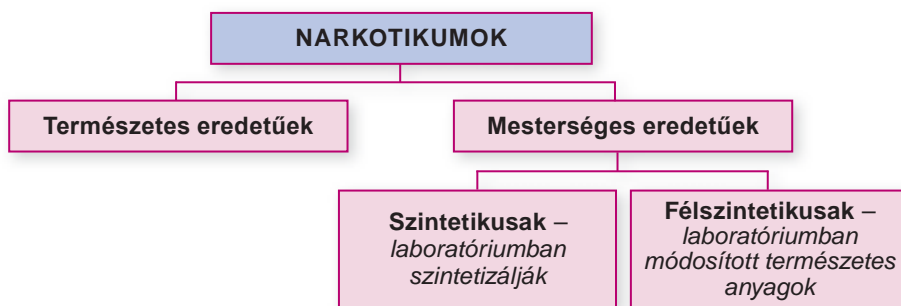 NARKOTIKUMOK
Természetes eredetűek
Mesterséges eredetűek
Szintetikusak –
laboratóriumban
szintetizálják
Félszintetikusak –
laboratóriumban
módosított természetes
anyagok